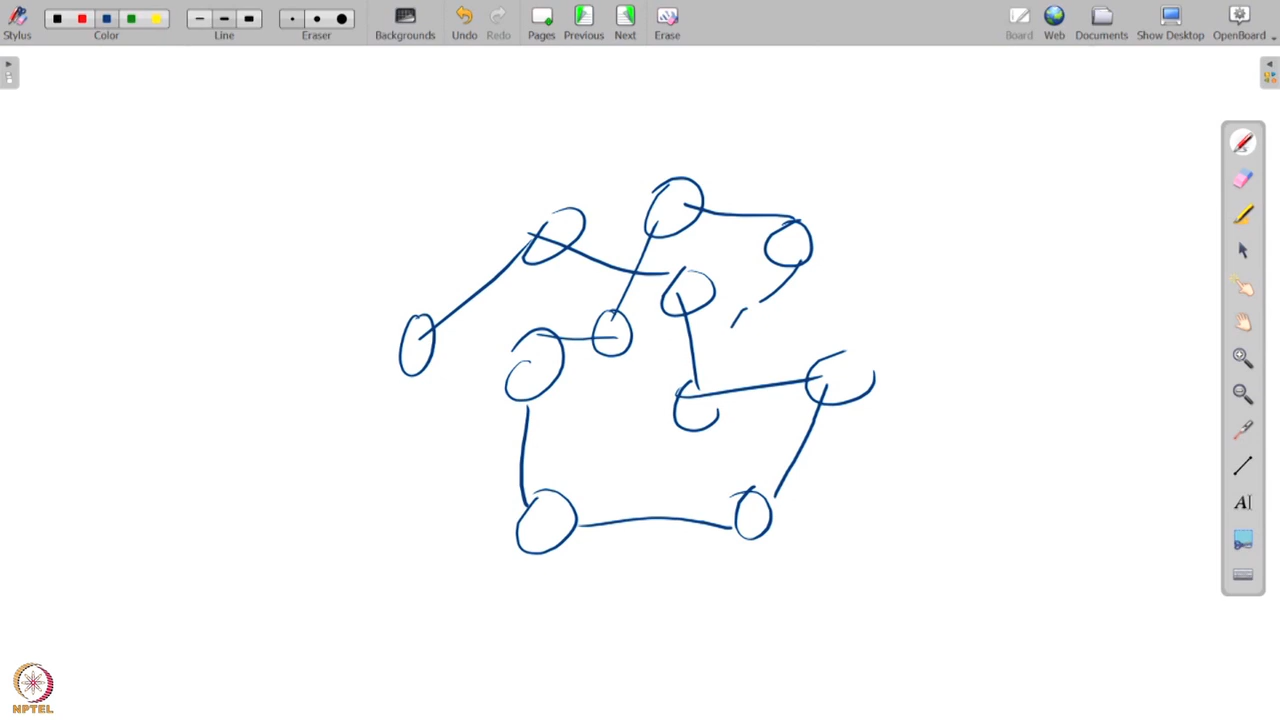 Stylus Color Line Eraser Backgrounds Undo Redo Pages Previous Next Erase Board Web Documents Show Desktop OpenBoard
A
NPTEL